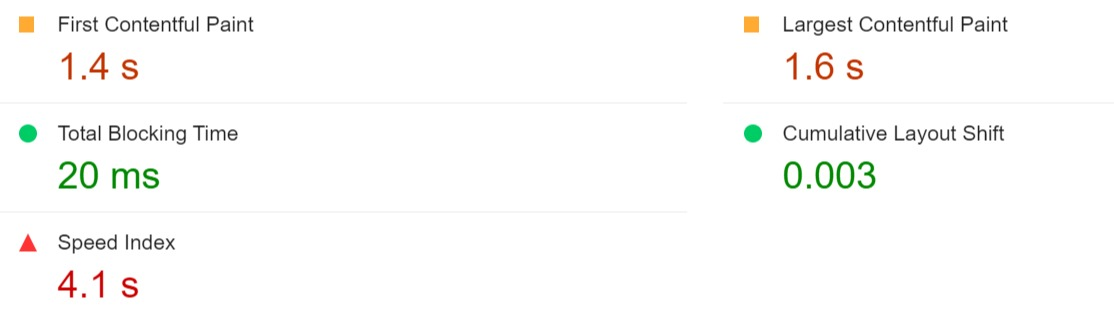 First Contentful Paint
1.4 s
Largest Contentful Paint
1.6 s
Total Blocking Time
20 ms
Cumulative Layout Shift
0.003
Speed Index
4.1 s